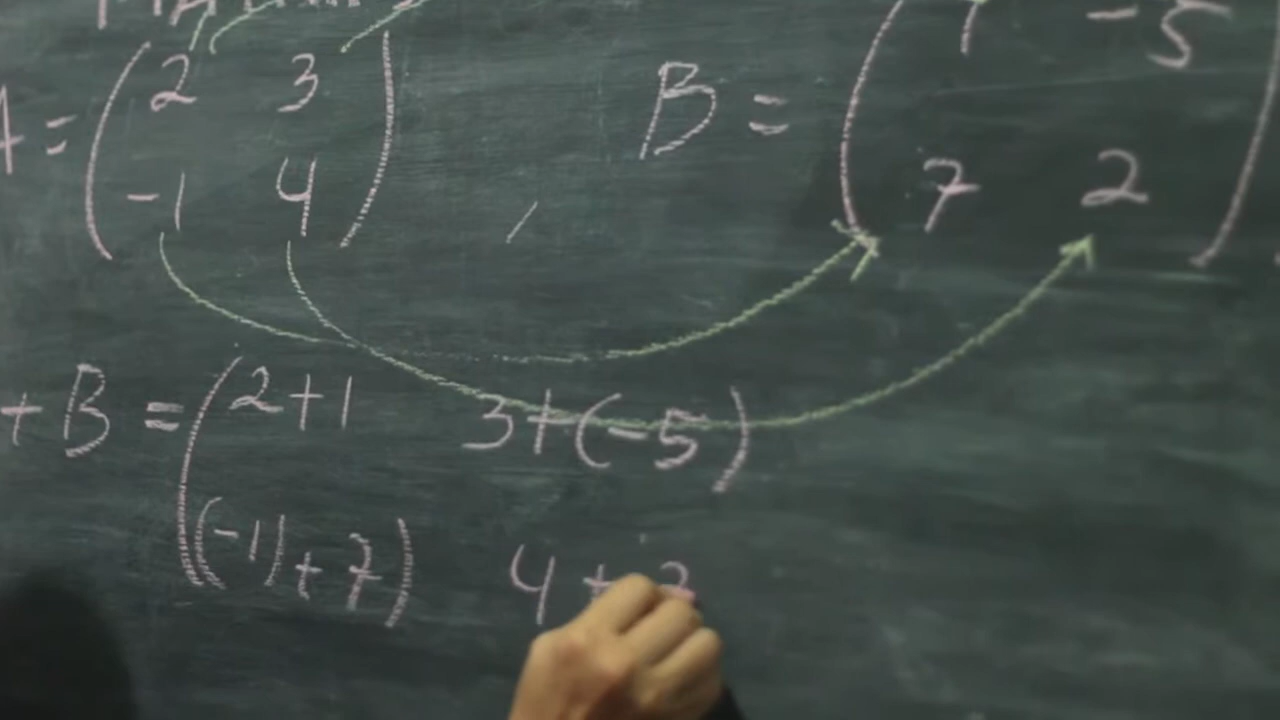 A = ( 2 3
-1 4 ) , B = ( 1 -5
7 2 )
+ B = ( 2+1 3+(-5)
((-1)+7) 4 + 2